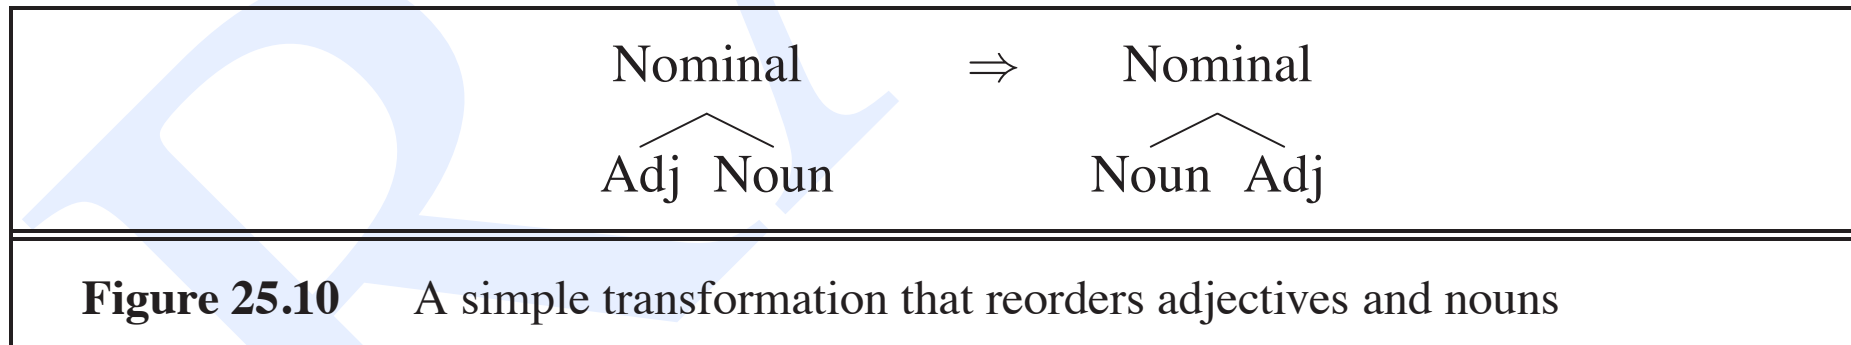 Nominal ⇒ Nominal
Adj Noun Noun Adj
Figure 25.10 A simple transformation that reorders adjectives and nouns